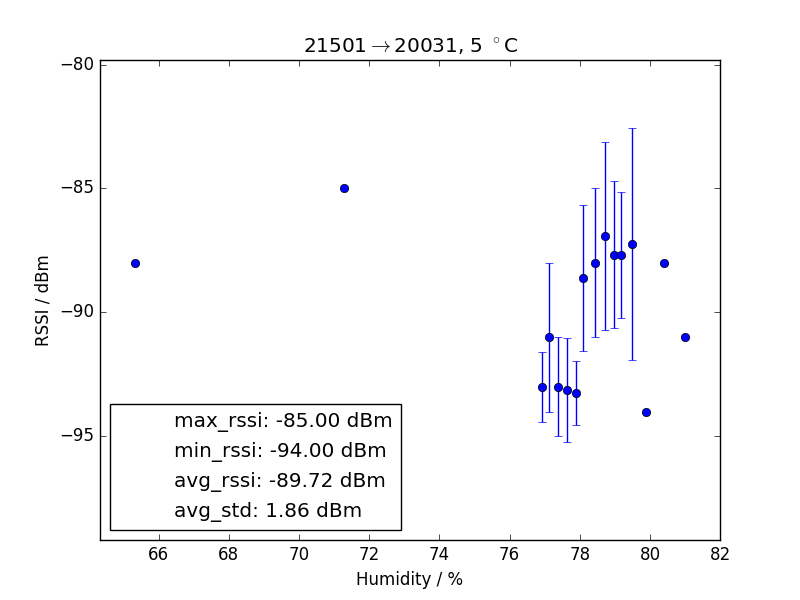 21501→20031, 5 °C
−80
−85
−90
−95
RSSI / dBm
max_rssi: -85.00 dBm
min_rssi: -94.00 dBm
avg_rssi: -89.72 dBm
avg_std: 1.86 dBm
66 68 70 72 74 76 78 80 82
Humidity / %